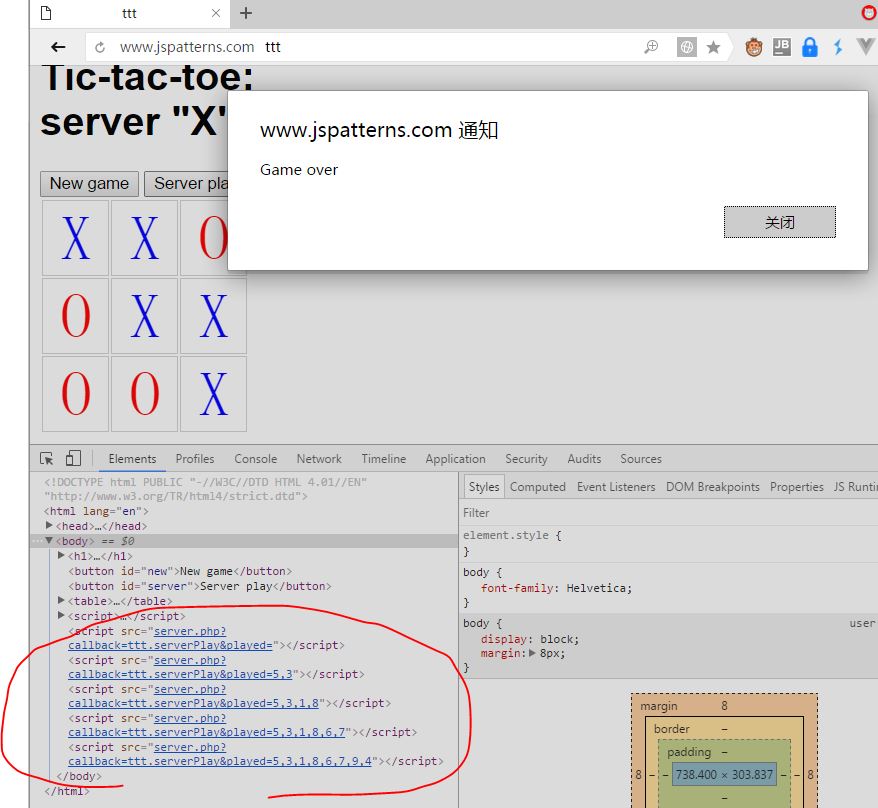 ttt
www.jspatterns.com ttt
JB
Tic-tac-toe:
server "X"
www.jspatterns.com 通知
Game over
关闭
New game
Server pla
X X O
O X X
O O X
Elements Profiles Console Network Timeline Application Security Audits Sources
<!DOCTYPE html PUBLIC "-//W3C//DTD HTML 4.01//EN"
"http://www.w3.org/TR/html4/strict.dtd">
<html lang="en">
<head>…</head>
<body> == $0
<h1>…</h1>
<button id="new">New game</button>
<button id="server">Server play</button>
<table>…</table>
<script>…</script>
<script src="server.php?
callback=ttt.serverPlay&played="></script>
<script src="server.php?
callback=ttt.serverPlay&played=5,3"></script>
<script src="server.php?
callback=ttt.serverPlay&played=5,3,1,8"></script>
<script src="server.php?
callback=ttt.serverPlay&played=5,3,1,8,6,7"></script>
<script src="server.php?
callback=ttt.serverPlay&played=5,3,1,8,6,7,9,4"></script>
</body>
</html>
Styles Computed Event Listeners DOM Breakpoints Properties JS Runti
Filter
element.style {
}
body {
font-family: Helvetica;
}
body { user
display: block;
margin: 8px;
}
margin 8
border –
padding –
8 – – 738.400 × 303.837 – – 8
–